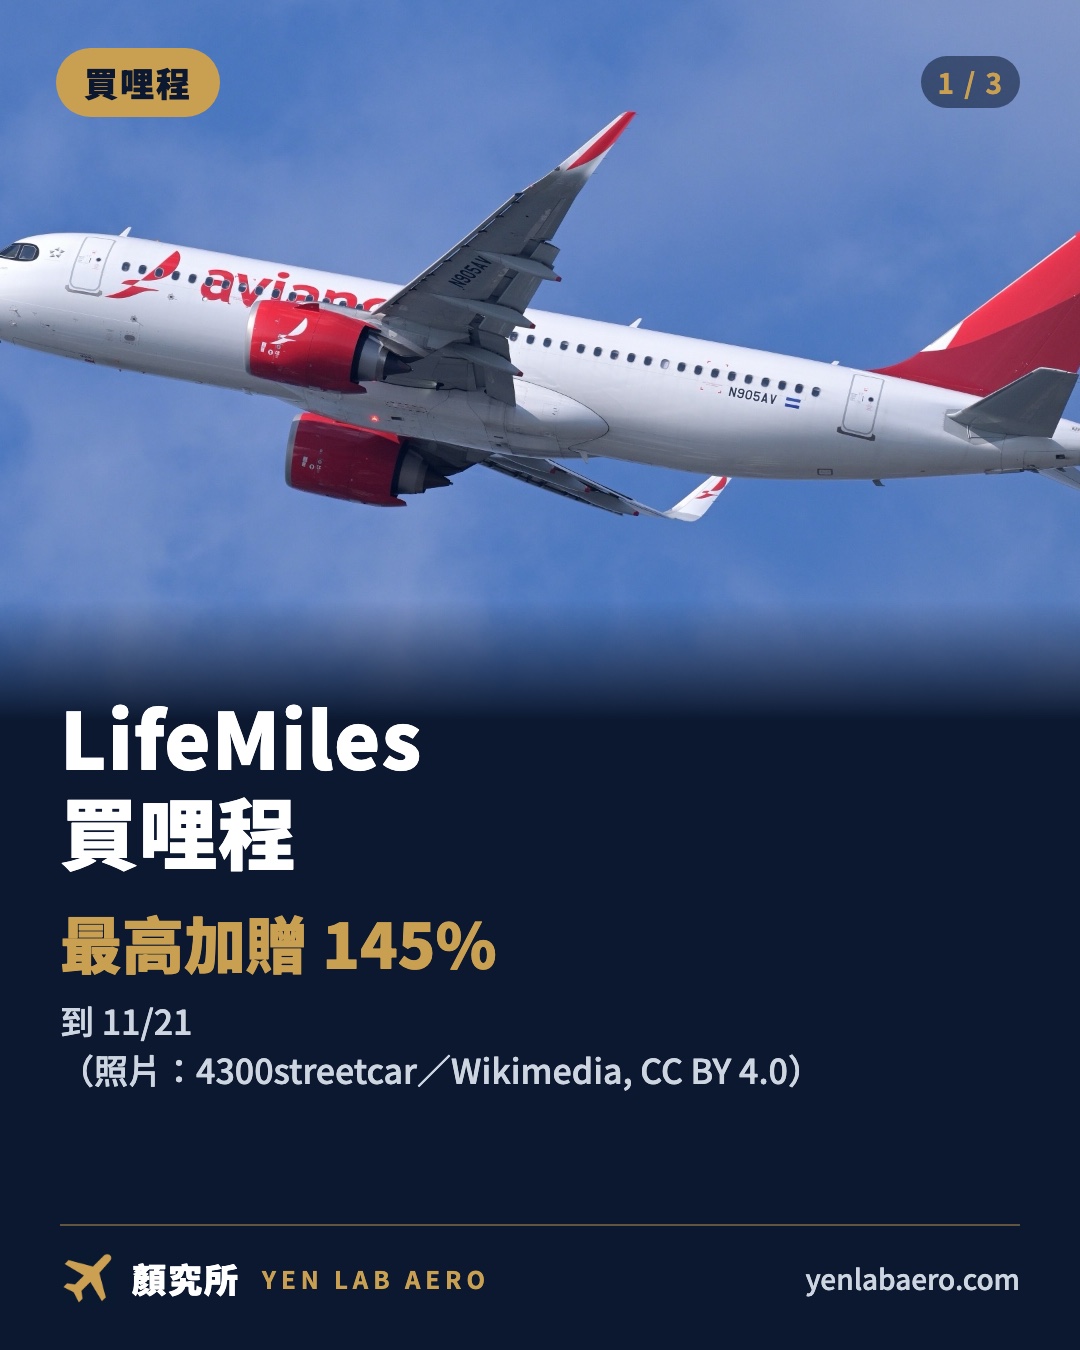 買哩程
1 / 3
N905AV
avianc
N905AV
LifeMiles
買哩程
最高加贈 145%
到 11/21
（照片：4300streetcar／Wikimedia, CC BY 4.0）
顏究所 YEN LAB AERO
yenlabaero.com